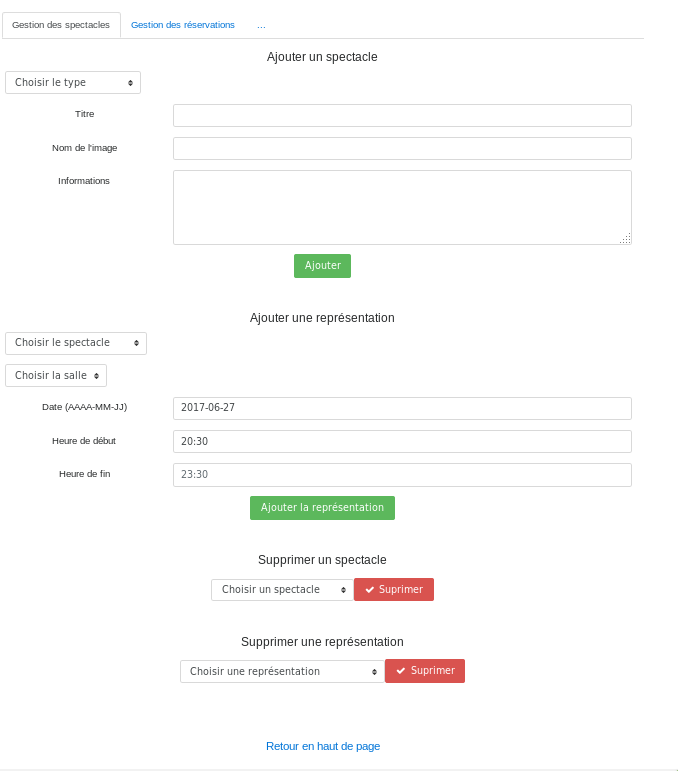 Gestion des spectacles Gestion des réservations ...
Ajouter un spectacle
Choisir le type
Titre
Nom de l'image
Informations
Ajouter
Ajouter une représentation
Choisir le spectacle
Choisir la salle
Date (AAAA-MM-JJ) 2017-06-27
Heure de début 20:30
Heure de fin 23:30
Ajouter la représentation
Supprimer un spectacle
Choisir un spectacle Suprimer
Supprimer une représentation
Choisir une représentation Suprimer
Retour en haut de page